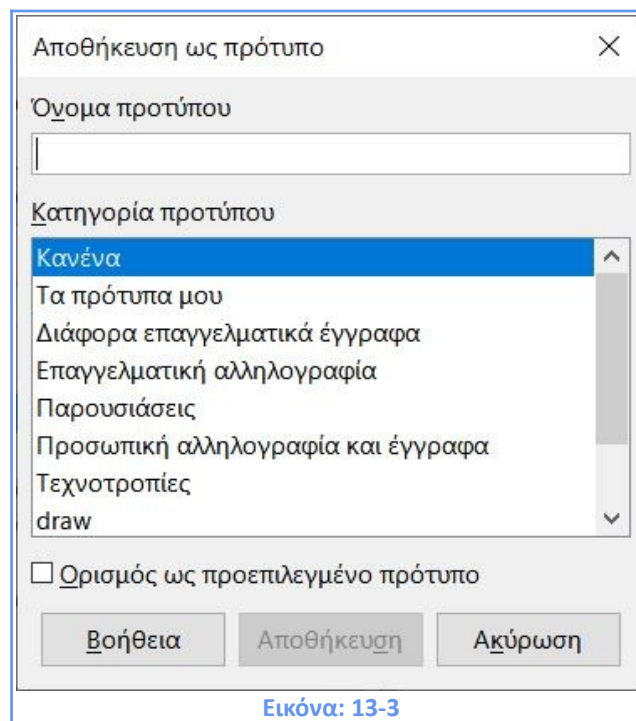 Αποθήκευση ως πρότυπο
Όνομα προτύπου
Κατηγορία προτύπου
Κανένα
Τα πρότυπα μου
Διάφορα επαγγελματικά έγγραφα
Επαγγελματική αλληλογραφία
Παρουσιάσεις
Προσωπική αλληλογραφία και έγγραφα
Τεχνοτροπίες
draw
Ορισμός ως προεπιλεγμένο πρότυπο
Βοήθεια Αποθήκευση Ακύρωση
Εικόνα: 13-3